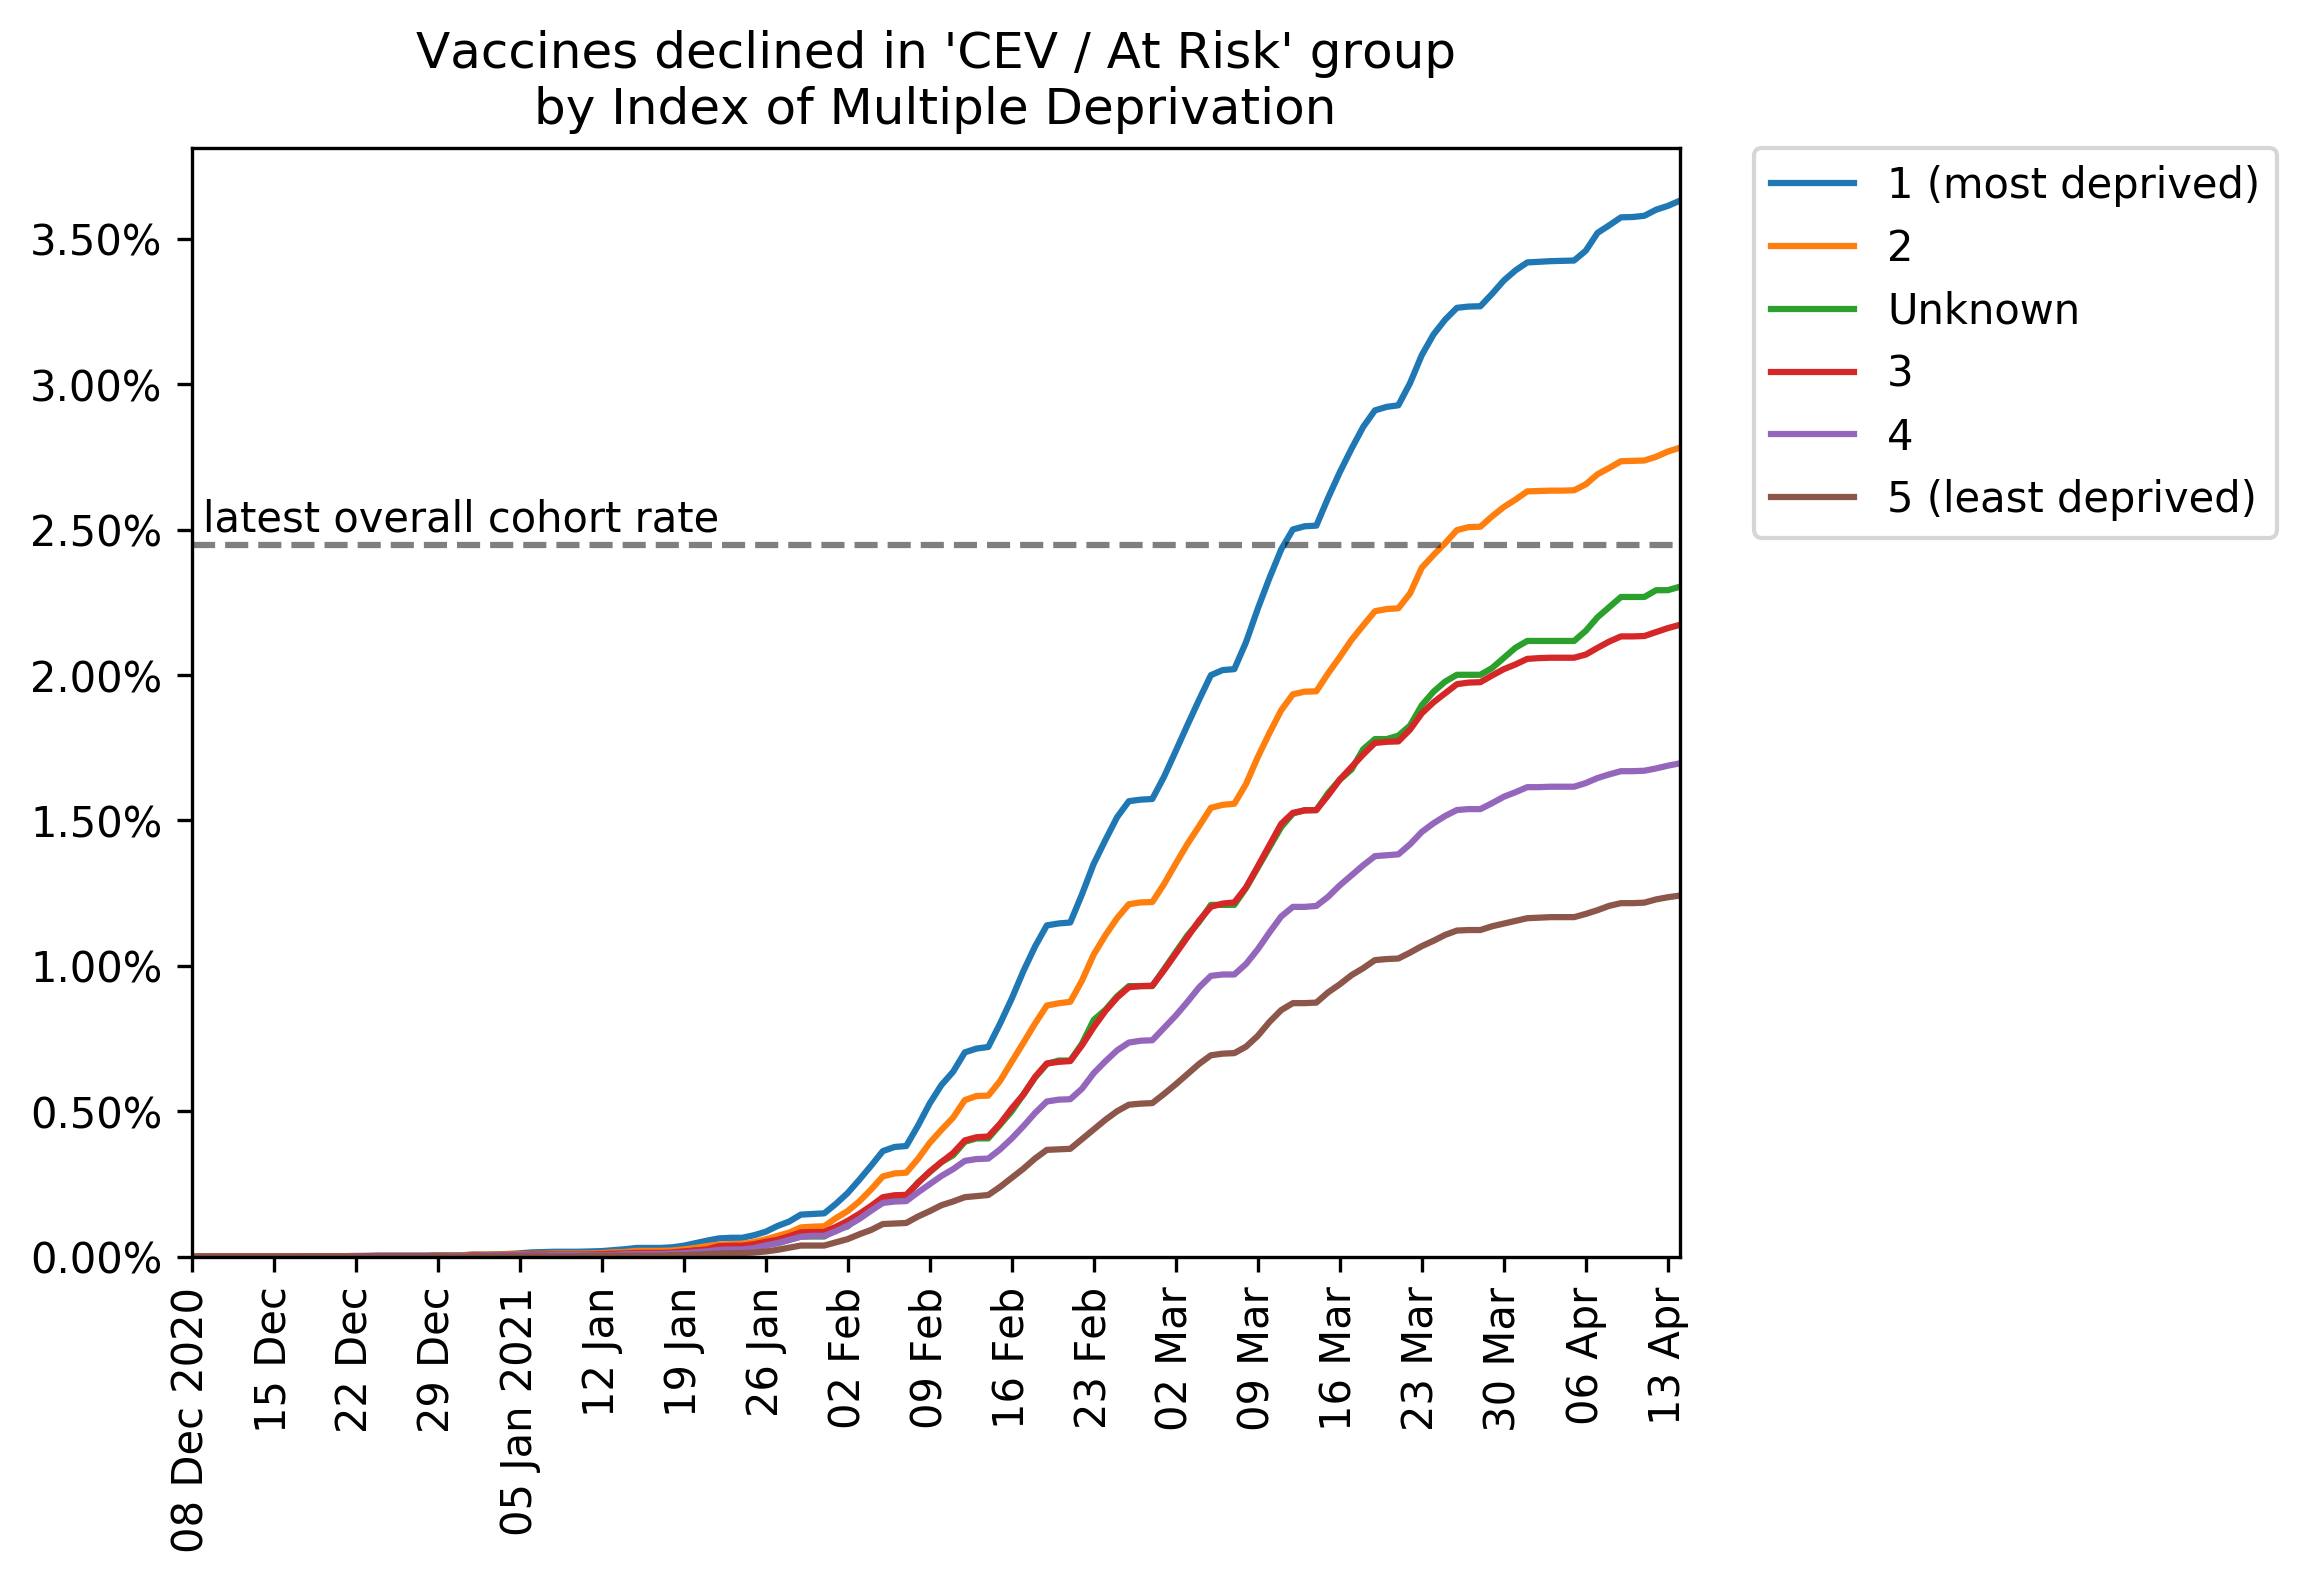 Vaccines declined in 'CEV / At Risk' group
by Index of Multiple Deprivation
3.50%
3.00%
2.50%
2.00%
1.50%
1.00%
0.50%
0.00%
latest overall cohort rate
08 Dec 2020
15 Dec
22 Dec
29 Dec
05 Jan 2021
12 Jan
19 Jan
26 Jan
02 Feb
09 Feb
16 Feb
23 Feb
02 Mar
09 Mar
16 Mar
23 Mar
30 Mar
06 Apr
13 Apr
1 (most deprived)
2
Unknown
3
4
5 (least deprived)